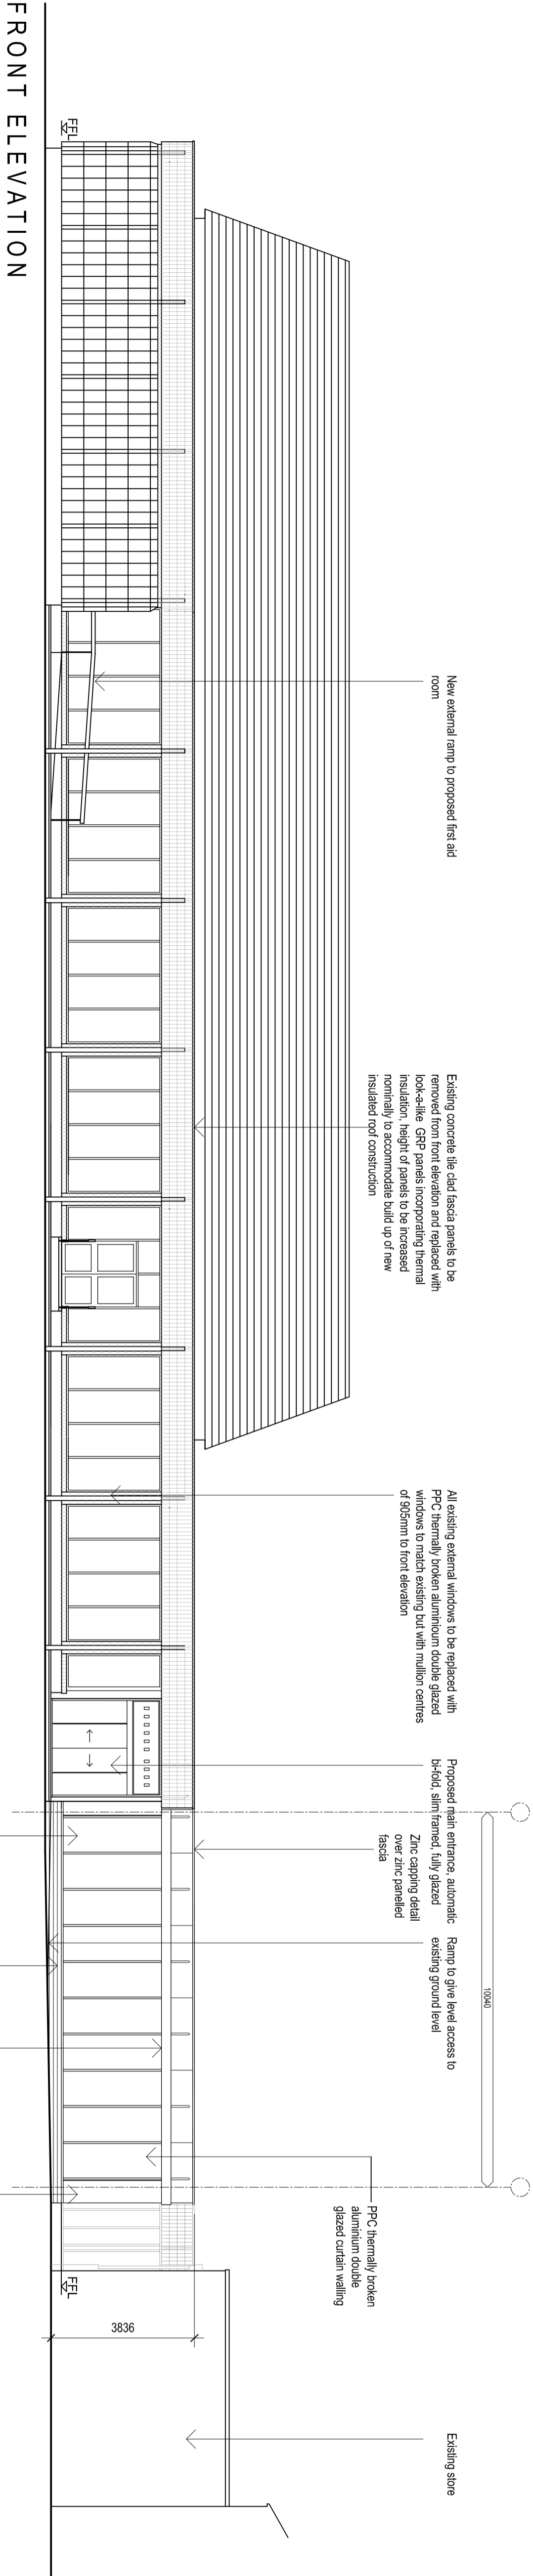 New external ramp to proposed first aid
room
Existing concrete tile clad fascia panels to be
removed from front elevation and replaced with
look-a-like GRP panels incorporating thermal
insulation, height of panels to be increased
nominally to accommodate build up of new
insulated roof construction
All existing external windows to be replaced with
PPC thermally broken aluminioum double glazed
windows to match existing but with mullion centres
of 905mm to front elevation
Proposed main entrance, automatic
bi-fold, slim framed, fully glazed
Zinc capping detail
over zinc panelled
fascia
Ramp to give level access to
existing ground level
10040
PPC thermally broken
aluminium double
glazed curtain walling
Existing store
FFL
FFL
3836
FRONT ELEVATION